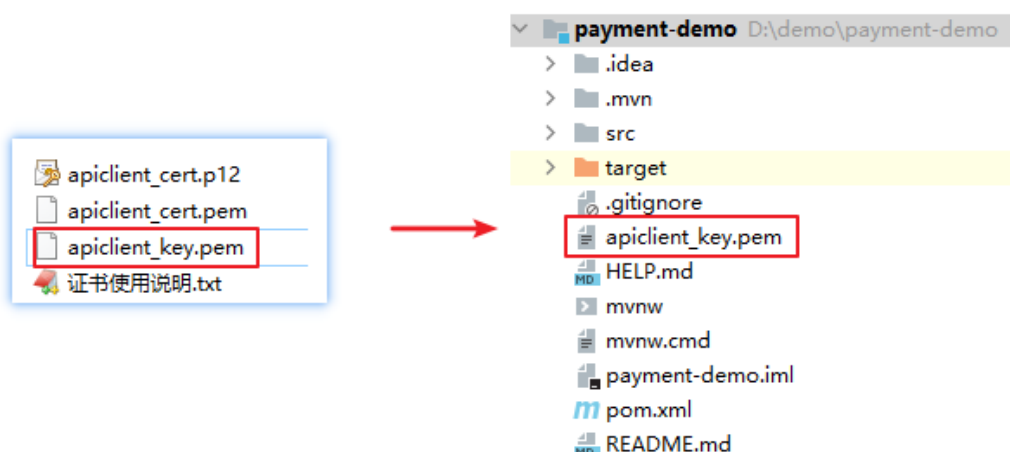 apiclient_cert.p12
apiclient_cert.pem
apiclient_key.pem
证书使用说明.txt
payment-demo D:\demo\payment-demo
.idea
.mvn
src
target
.gitignore
apiclient_key.pem
MD HELP.md
mvnw
mvnw.cmd
payment-demo.iml
m pom.xml
MD README.md